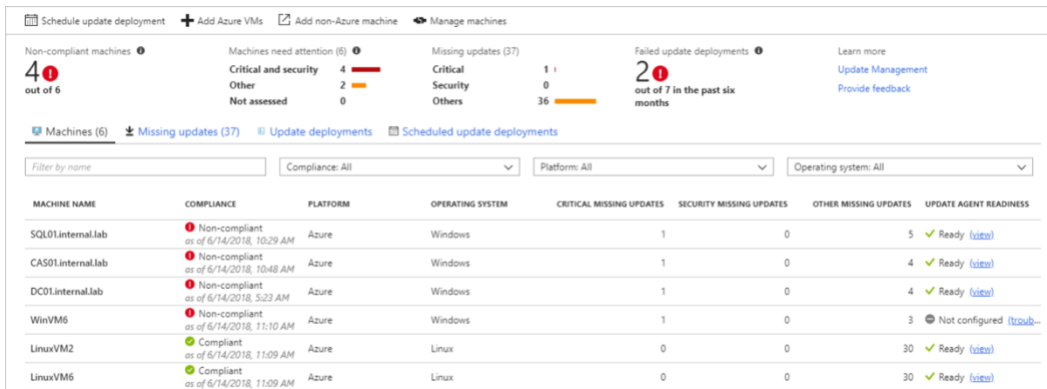 Schedule update deployment Add Azure VMs Add non-Azure machine Manage machines
Non-compliant machines
4
out of 6
Machines need attention (6)
Critical and security 4
Other 2
Not assessed 0
Missing updates (37)
Critical 1
Security 0
Others 36
Failed update deployments
2
out of 7 in the past six
months
Learn more
Update Management
Provide feedback
Machines (6) Missing updates (37) Update deployments Scheduled update deployments
Filter by name Compliance: All Platform: All Operating system: All
MACHINE NAME COMPLIANCE PLATFORM OPERATING SYSTEM CRITICAL MISSING UPDATES SECURITY MISSING UPDATES OTHER MISSING UPDATES UPDATE AGENT READINESS
SQL01.internal.lab Non-compliant Azure Windows 1 0 5 Ready (view)
as of 6/14/2018, 10:29 AM
CAS01.internal.lab Non-compliant Azure Windows 1 0 4 Ready (view)
as of 6/14/2018, 10:48 AM
DC01.internal.lab Non-compliant Azure Windows 1 0 4 Ready (view)
as of 6/14/2018, 5:23 AM
WinVM6 Non-compliant Azure Windows 1 0 3 Not configured (troub...
as of 6/14/2018, 11:10 AM
LinuxVM2 Compliant Azure Linux 0 0 30 Ready (view)
as of 6/14/2018, 11:09 AM
LinuxVM6 Compliant Azure Linux 0 0 30 Ready (view)
as of 6/14/2018, 11:09 AM